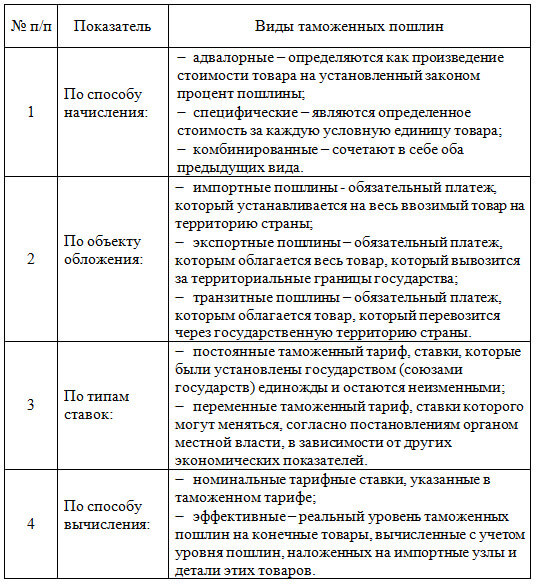 № п/п Показатель Виды таможенных пошлин
1
По способу
начисления:
– адвалорные – определяются как произведение
стоимости товара на установленный законом
процент пошлины;
– специфические – являются определенное
стоимость за каждую условную единицу товара;
– комбинированные – сочетают в себе оба
предыдущих вида.
2
По объекту
обложения:
– импортные пошлины - обязательный платеж,
который устанавливается на весь ввозимый товар на
территорию страны;
– экспортные пошлины – обязательный платеж,
которым облагается весь товар, который вывозится
за территориальные границы государства;
– транзитные пошлины – обязательный платеж,
которым облагается товар, который перевозится
через государственную территорию страны.
3
По типам
ставок:
– постоянные таможенный тариф, ставки, которые
были установлены государством (союзами
государств) единожды и остаются неизменными;
– переменные таможенный тариф, ставки которого
могут меняться, согласно постановлениям органом
местной власти, в зависимости от других
экономических показателей.
4
По способу
вычисления:
– номинальные тарифные ставки, указанные в
таможенном тарифе;
– эффективные – реальный уровень таможенных
пошлин на конечные товары, вычисленные с учетом
уровня пошлин, наложенных на импортные узлы и
детали этих товаров.